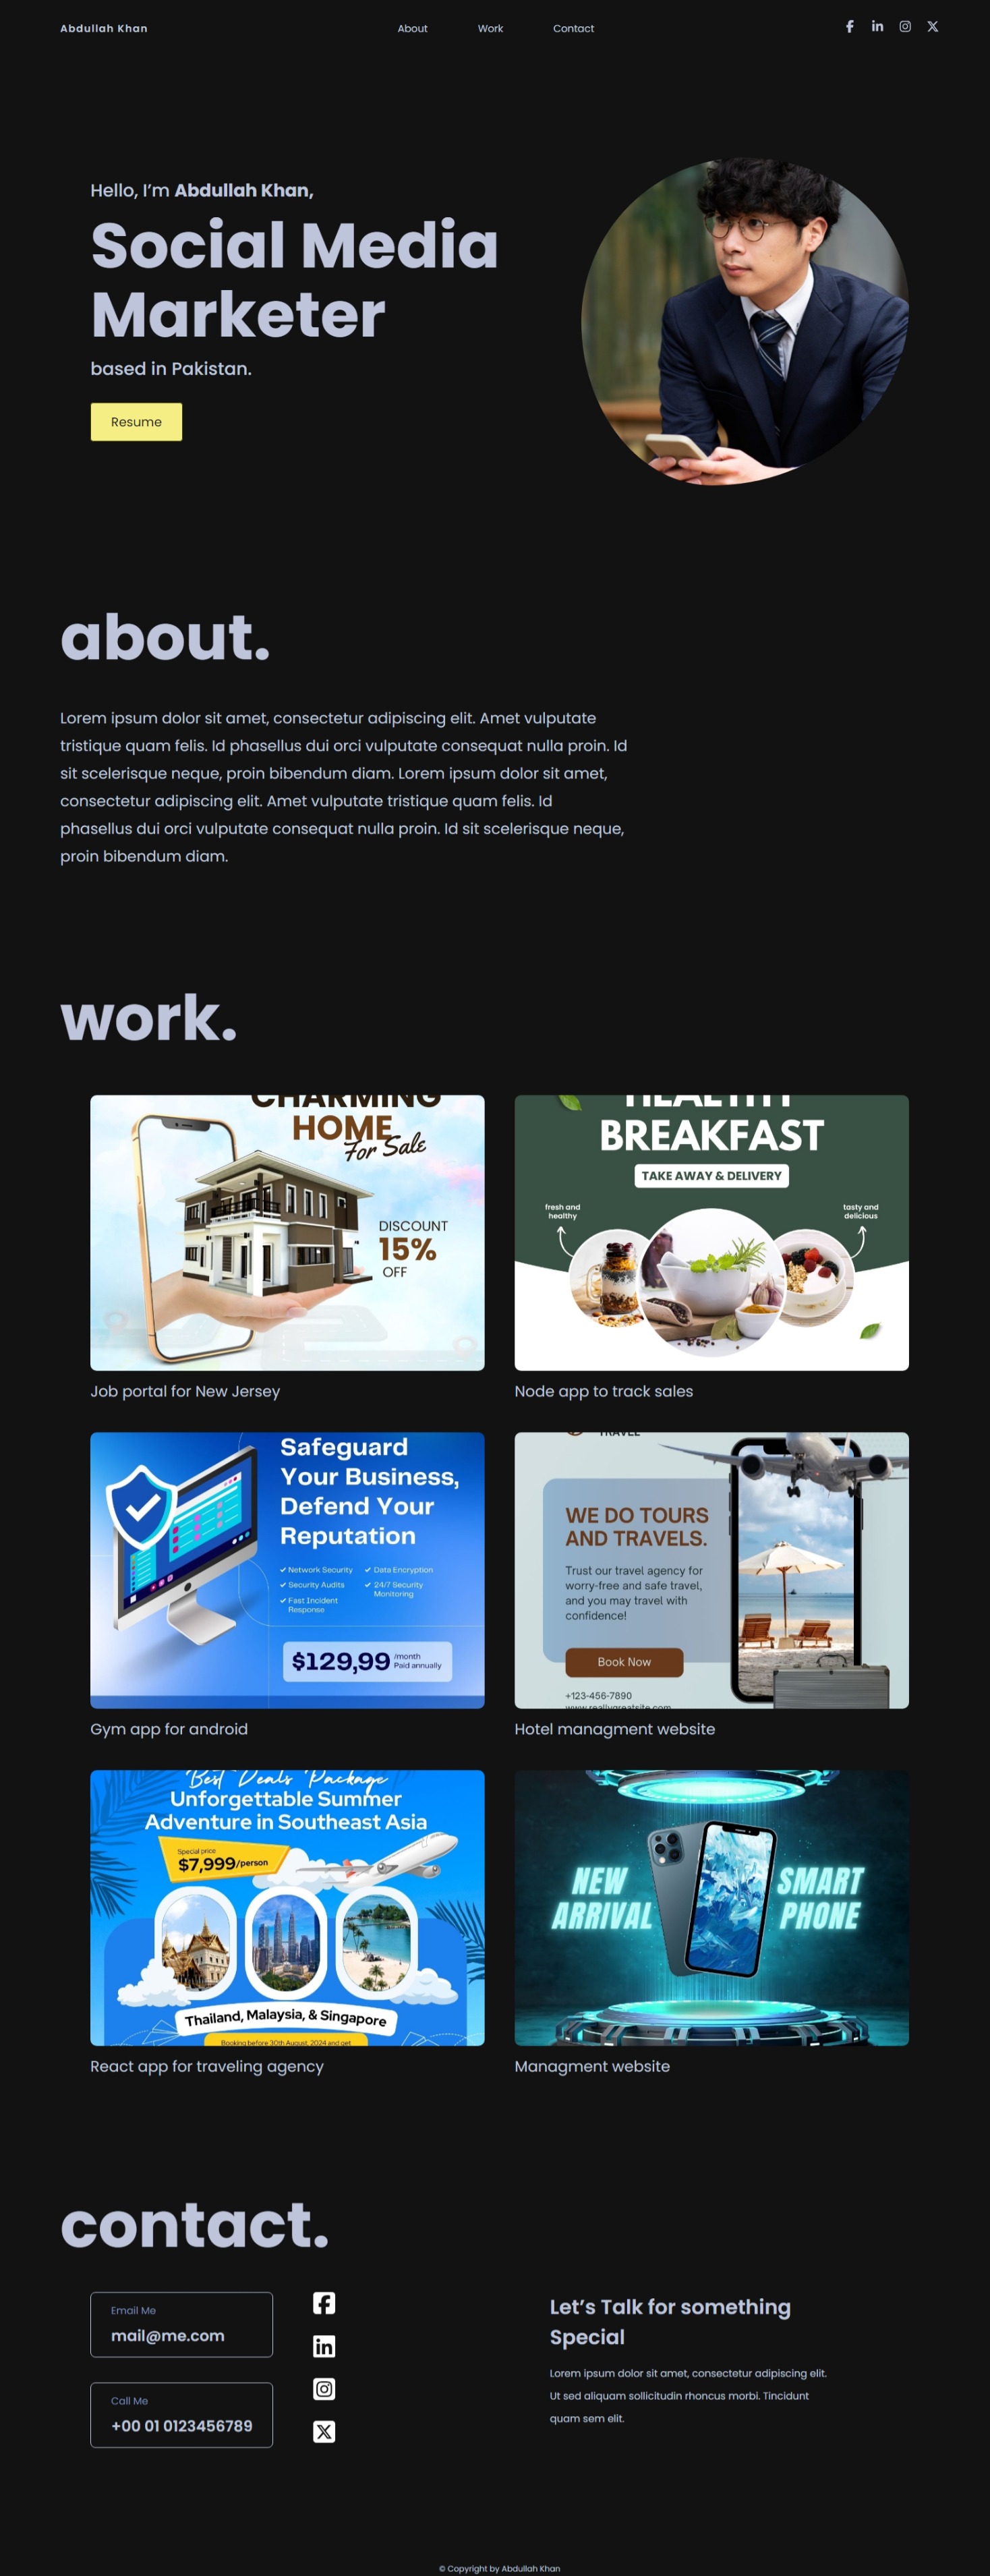 Abdullah Khan
About
Work
Contact
Hello, I'm Abdullah Khan,
Social Media
Marketer
based in Pakistan.
Resume
about.
Lorem ipsum dolor sit amet, consectetur adipiscing elit. Amet vulputate
tristique quam felis. Id phasellus dui orci vulputate consequat nulla proin. Id
sit scelerisque neque, proin bibendum diam. Lorem ipsum dolor sit amet,
consectetur adipiscing elit. Amet vulputate tristique quam felis. Id
phasellus dui orci vulputate consequat nulla proin. Id sit scelerisque neque,
proin bibendum diam.
work.
CHARMING
HOME
For Sale
DISCOUNT
15%
OFF
Job portal for New Jersey
HEALTHY
BREAKFAST
TAKE AWAY & DELIVERY
fresh and
healthy
tasty and
delicious
Node app to track sales
Safeguard
Your Business,
Defend Your
Reputation
Network Security
Data Encryption
Security Audits
24/7 Security
Monitoring
Fast Incident
Response
$129,99 /month
Paid annually
Gym app for android
TRAVEL
WE DO TOURS
AND TRAVELS.
Trust our travel agency for
worry-free and safe travel,
and you may travel with
confidence!
Book Now
+123-456-7890
www.reallygreatsite.com
Hotel managment website
Best Deals Package
Unforgettable Summer
Adventure in Southeast Asia
Special price
$7,999/person
Thailand, Malaysia, & Singapore
Booking before 30th August, 2024 and get
React app for traveling agency
NEW
ARRIVAL
SMART
PHONE
Managment website
contact.
Email Me
mail@me.com
Call Me
+00 01 0123456789
Let's Talk for something
Special
Lorem ipsum dolor sit amet, consectetur adipiscing elit.
Ut sed aliquam sollicitudin rhoncus morbi. Tincidunt
quam sem elit.
© Copyright by Abdullah Khan